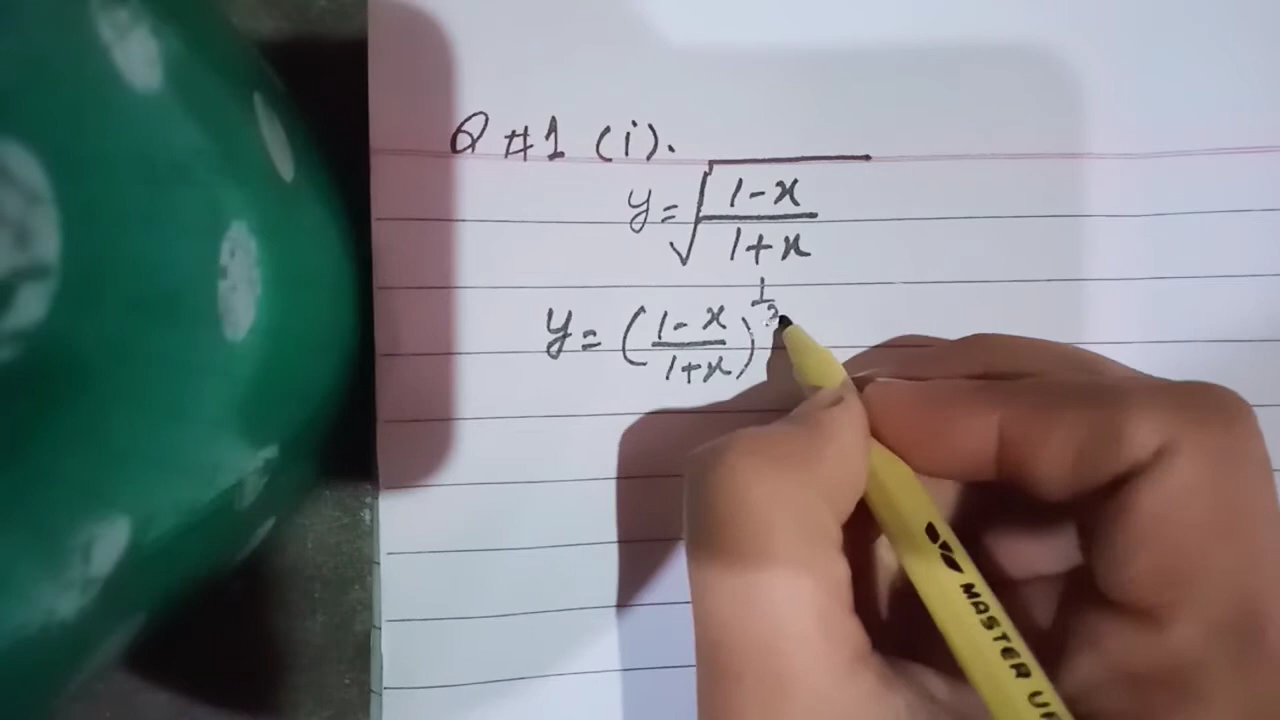 Q #1 (i).
y = √((1-x)/(1+x))
y = ((1-x)/(1+x))^(1/2)
MASTER